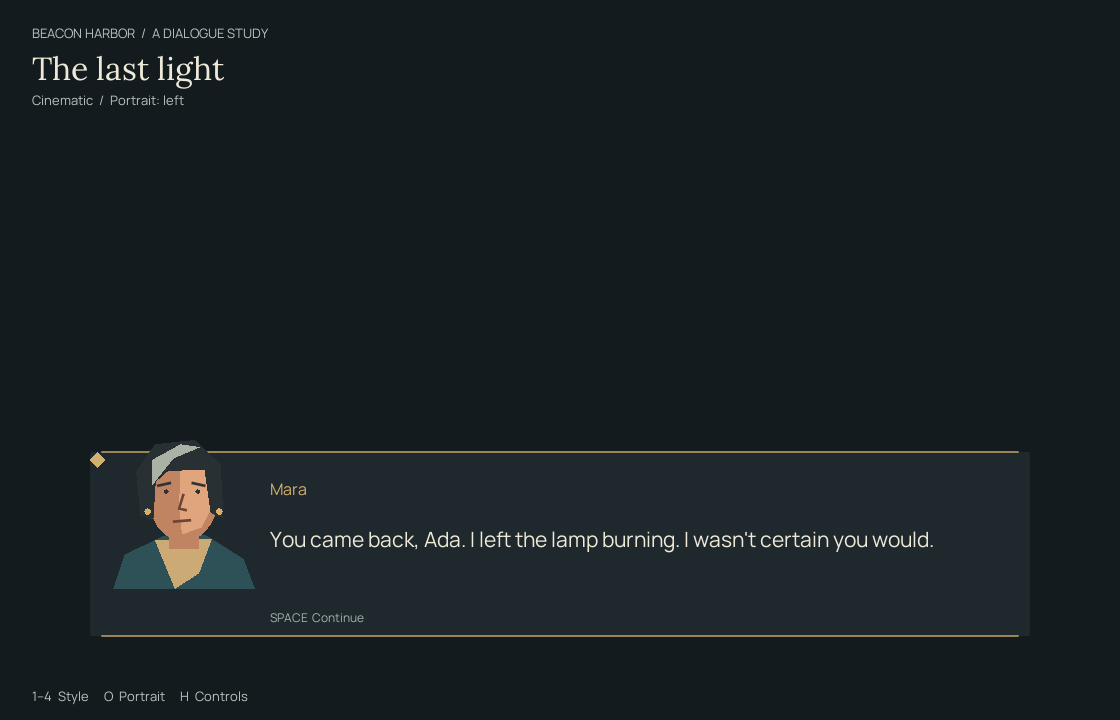 BEACON HARBOR / A DIALOGUE STUDY
The last light
Cinematic / Portrait: left
Mara
You came back, Ada. I left the lamp burning. I wasn't certain you would.
SPACE Continue
1–4 Style O Portrait H Controls